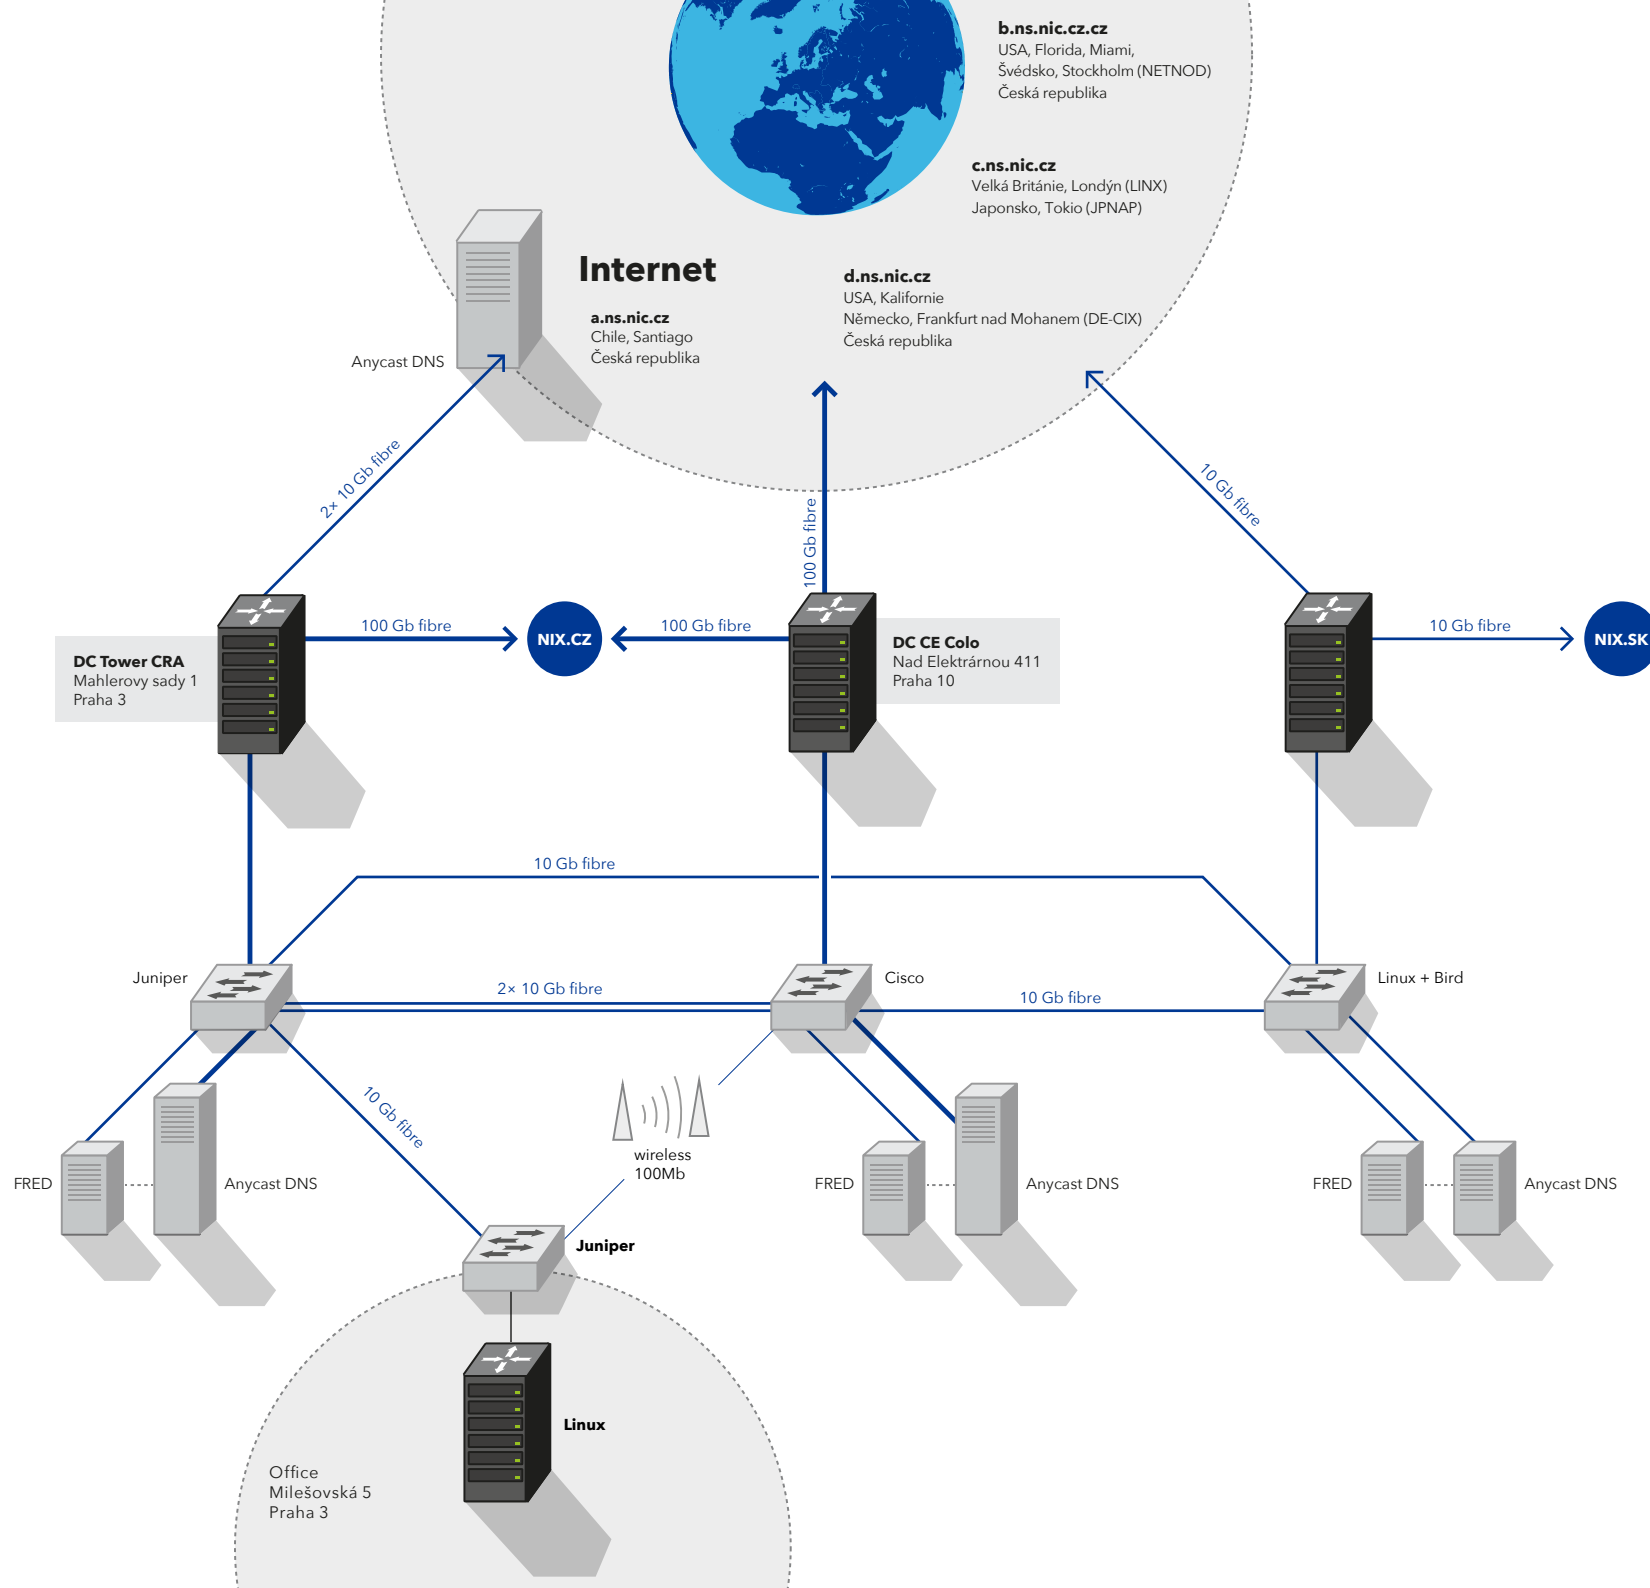 b.ns.nic.cz.cz
USA, Florida, Miami,
Švédsko, Stockholm (NETNOD)
Česká republika
c.ns.nic.cz
Velká Británie, Londýn (LINX)
Japonsko, Tokio (JPNAP)
Internet
a.ns.nic.cz
Chile, Santiago
Česká republika
d.ns.nic.cz
USA, Kalifornie
Německo, Frankfurt nad Mohanem (DE-CIX)
Česká republika
Anycast DNS
2× 10 Gb fibre
100 Gb fibre
10 Gb fibre
DC Tower CRA
Mahlerovy sady 1
Praha 3
100 Gb fibre
NIX.CZ
100 Gb fibre
DC CE Colo
Nad Elektrárnou 411
Praha 10
10 Gb fibre
NIX.SK
10 Gb fibre
Juniper
2× 10 Gb fibre
Cisco
10 Gb fibre
Linux + Bird
10 Gb fibre
wireless
100Mb
FRED
Anycast DNS
FRED
Anycast DNS
FRED
Anycast DNS
Juniper
Linux
Office
Milešovská 5
Praha 3